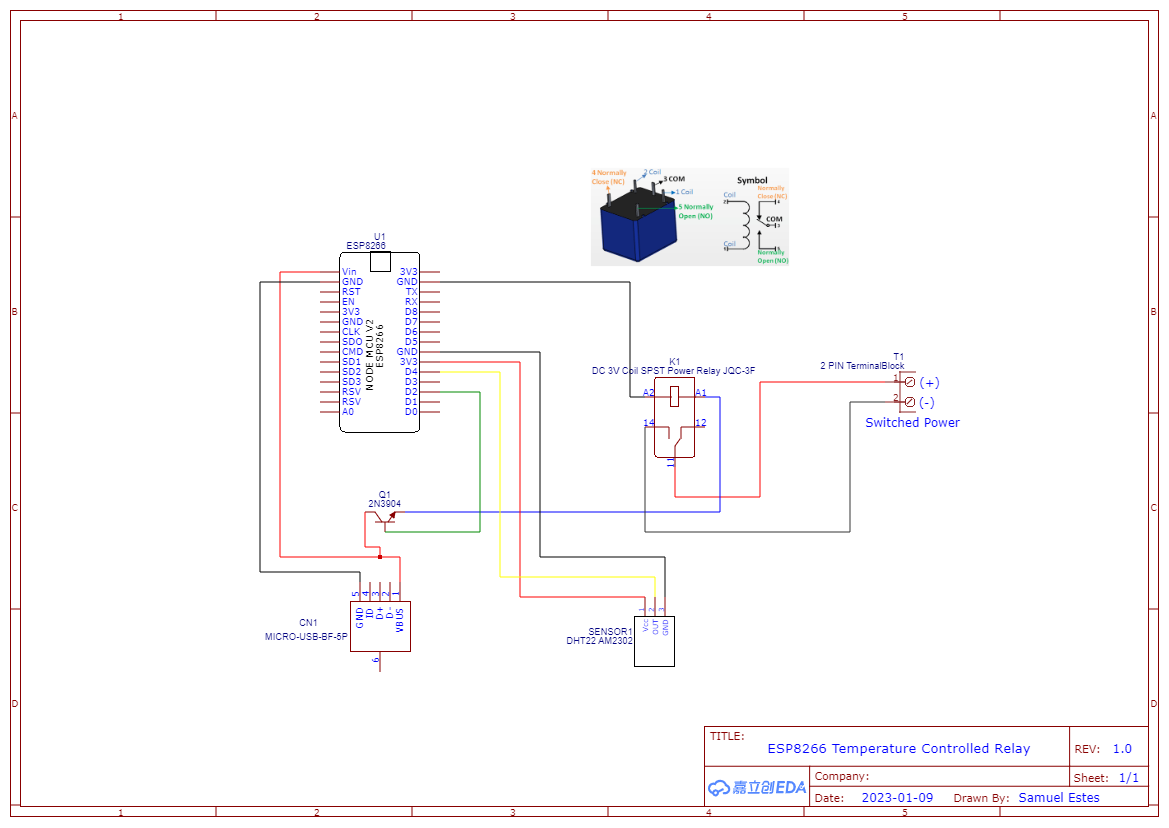 1 2 3 4 5
A A
B B
C C
D D
1 2 3 4 5
4 Normally
Close (NC)
2 Coil
3 COM
1 Coil
5 Normally
Open (NO)
Symbol
Coil
Normally
Close (NC)
COM
Coil
Normally
Open (NO)
U1
ESP8266
Vin 3V3
GND GND
RST TX
EN RX
3V3 D8
GND D7
CLK D6
SDO D5
CMD GND
SD1 3V3
SD2 D4
SD3 D3
RSV D2
RSV D1
A0 D0
NODE MCU V2
ESP8266
K1
DC 3V Coil SPST Power Relay JQC-3F
A2 A1
14 12
11
T1
2 PIN TerminalBlock
1 (+)
2 (-)
Switched Power
Q1
2N3904
CN1
MICRO-USB-BF-5P
5 4 3 2 1
GND ID D+ D- VBUS
6
SENSOR1
DHT22 AM2302
1 2 3
Vcc OUT GND
TITLE:
ESP8266 Temperature Controlled Relay
REV: 1.0
嘉立创EDA
Company:
Sheet: 1/1
Date: 2023-01-09 Drawn By: Samuel Estes